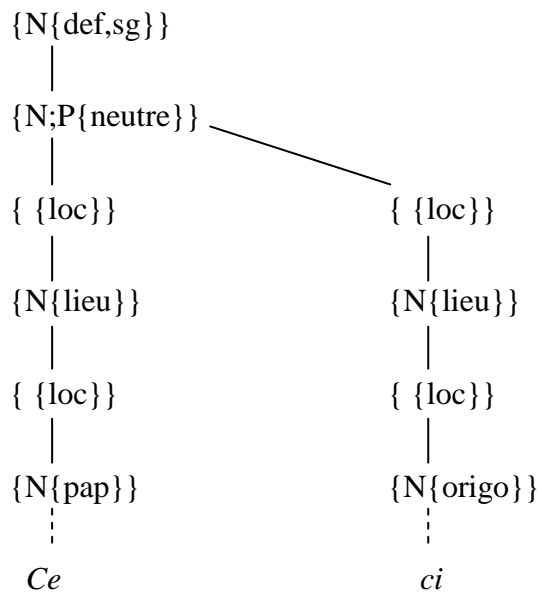 {N{def,sg}}
{N;P{neutre}}
{ {loc}} { {loc}}
{N{lieu}} {N{lieu}}
{ {loc}} { {loc}}
{N{pap}} {N{origo}}
Ce ci